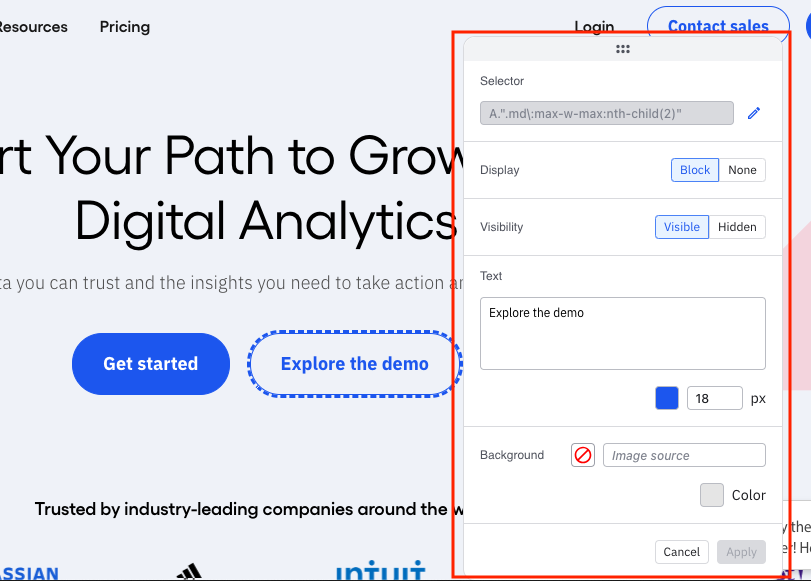 Resources Pricing Login Contact sales
Selector
A.".md\:max-w-max:nth-child(2)"
rt Your Path to Grow
Digital Analytics
Display Block None
Visibility Visible Hidden
ta you can trust and the insights you need to take action
Text
Explore the demo
Get started Explore the demo
18 px
Background Image source
Color
Trusted by industry-leading companies around the w
y the
er! He
Cancel Apply
ASSIAN intuit